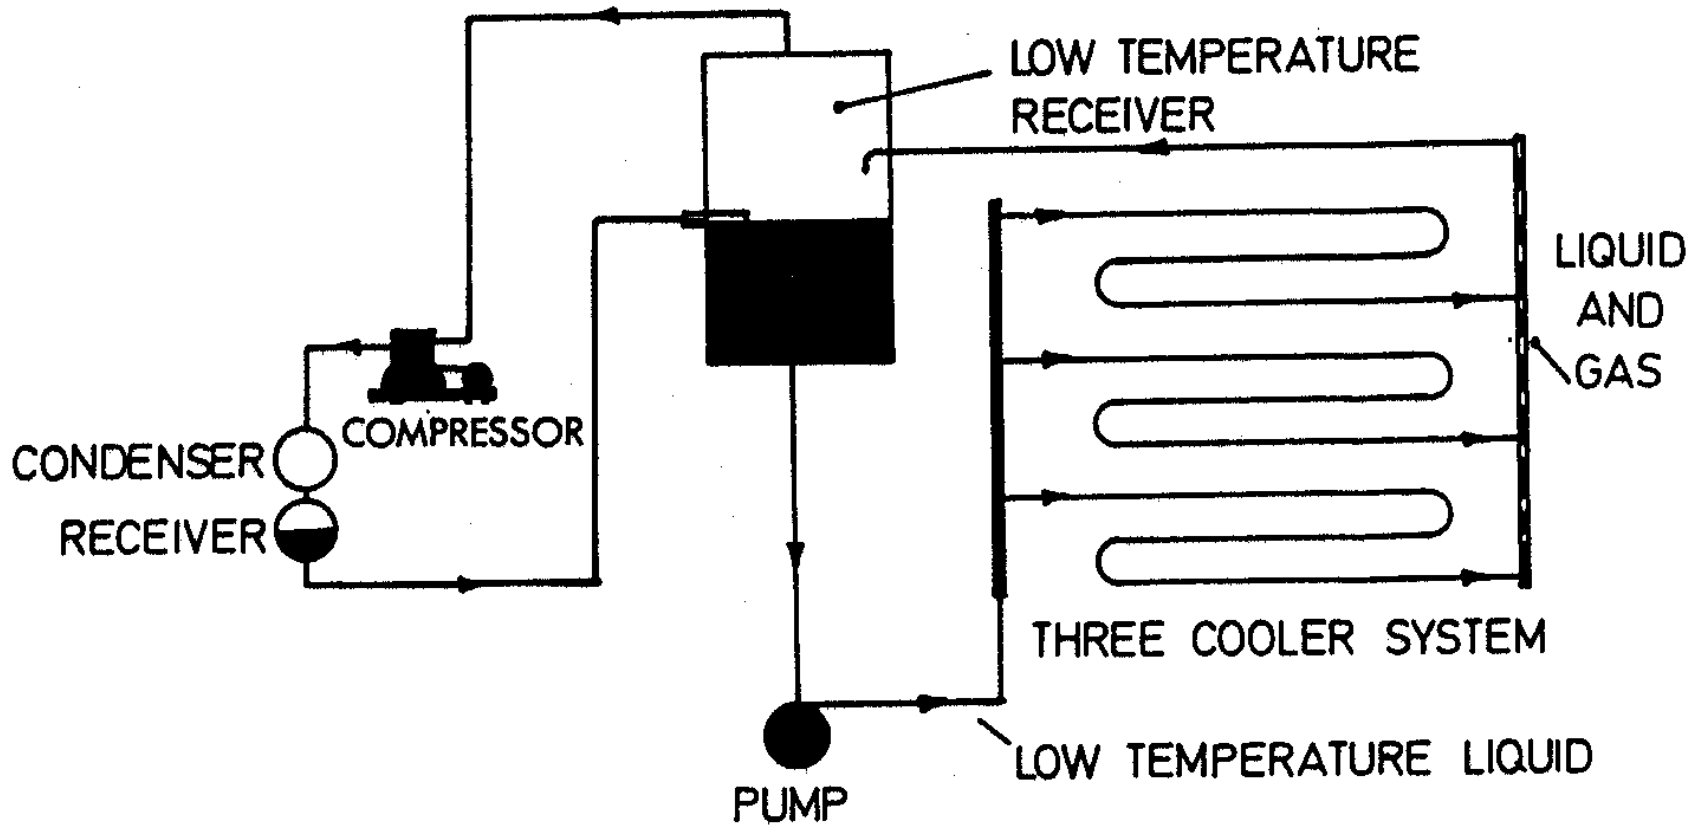 LOW TEMPERATURE
RECEIVER
LIQUID
AND
GAS
COMPRESSOR
CONDENSER
RECEIVER
THREE COOLER SYSTEM
LOW TEMPERATURE LIQUID
PUMP